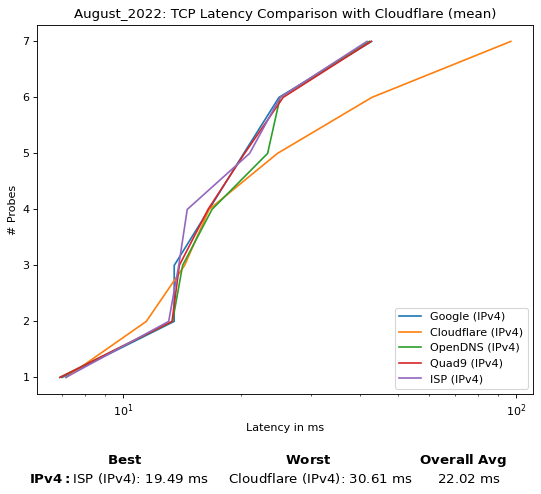 August_2022: TCP Latency Comparison with Cloudflare (mean)
7
6
5
4
3
2
1
# Probes
Google (IPv4)
Cloudflare (IPv4)
OpenDNS (IPv4)
Quad9 (IPv4)
ISP (IPv4)
10¹ 10²
Latency in ms
Best Worst Overall Avg
IPv4: ISP (IPv4): 19.49 ms Cloudflare (IPv4): 30.61 ms 22.02 ms